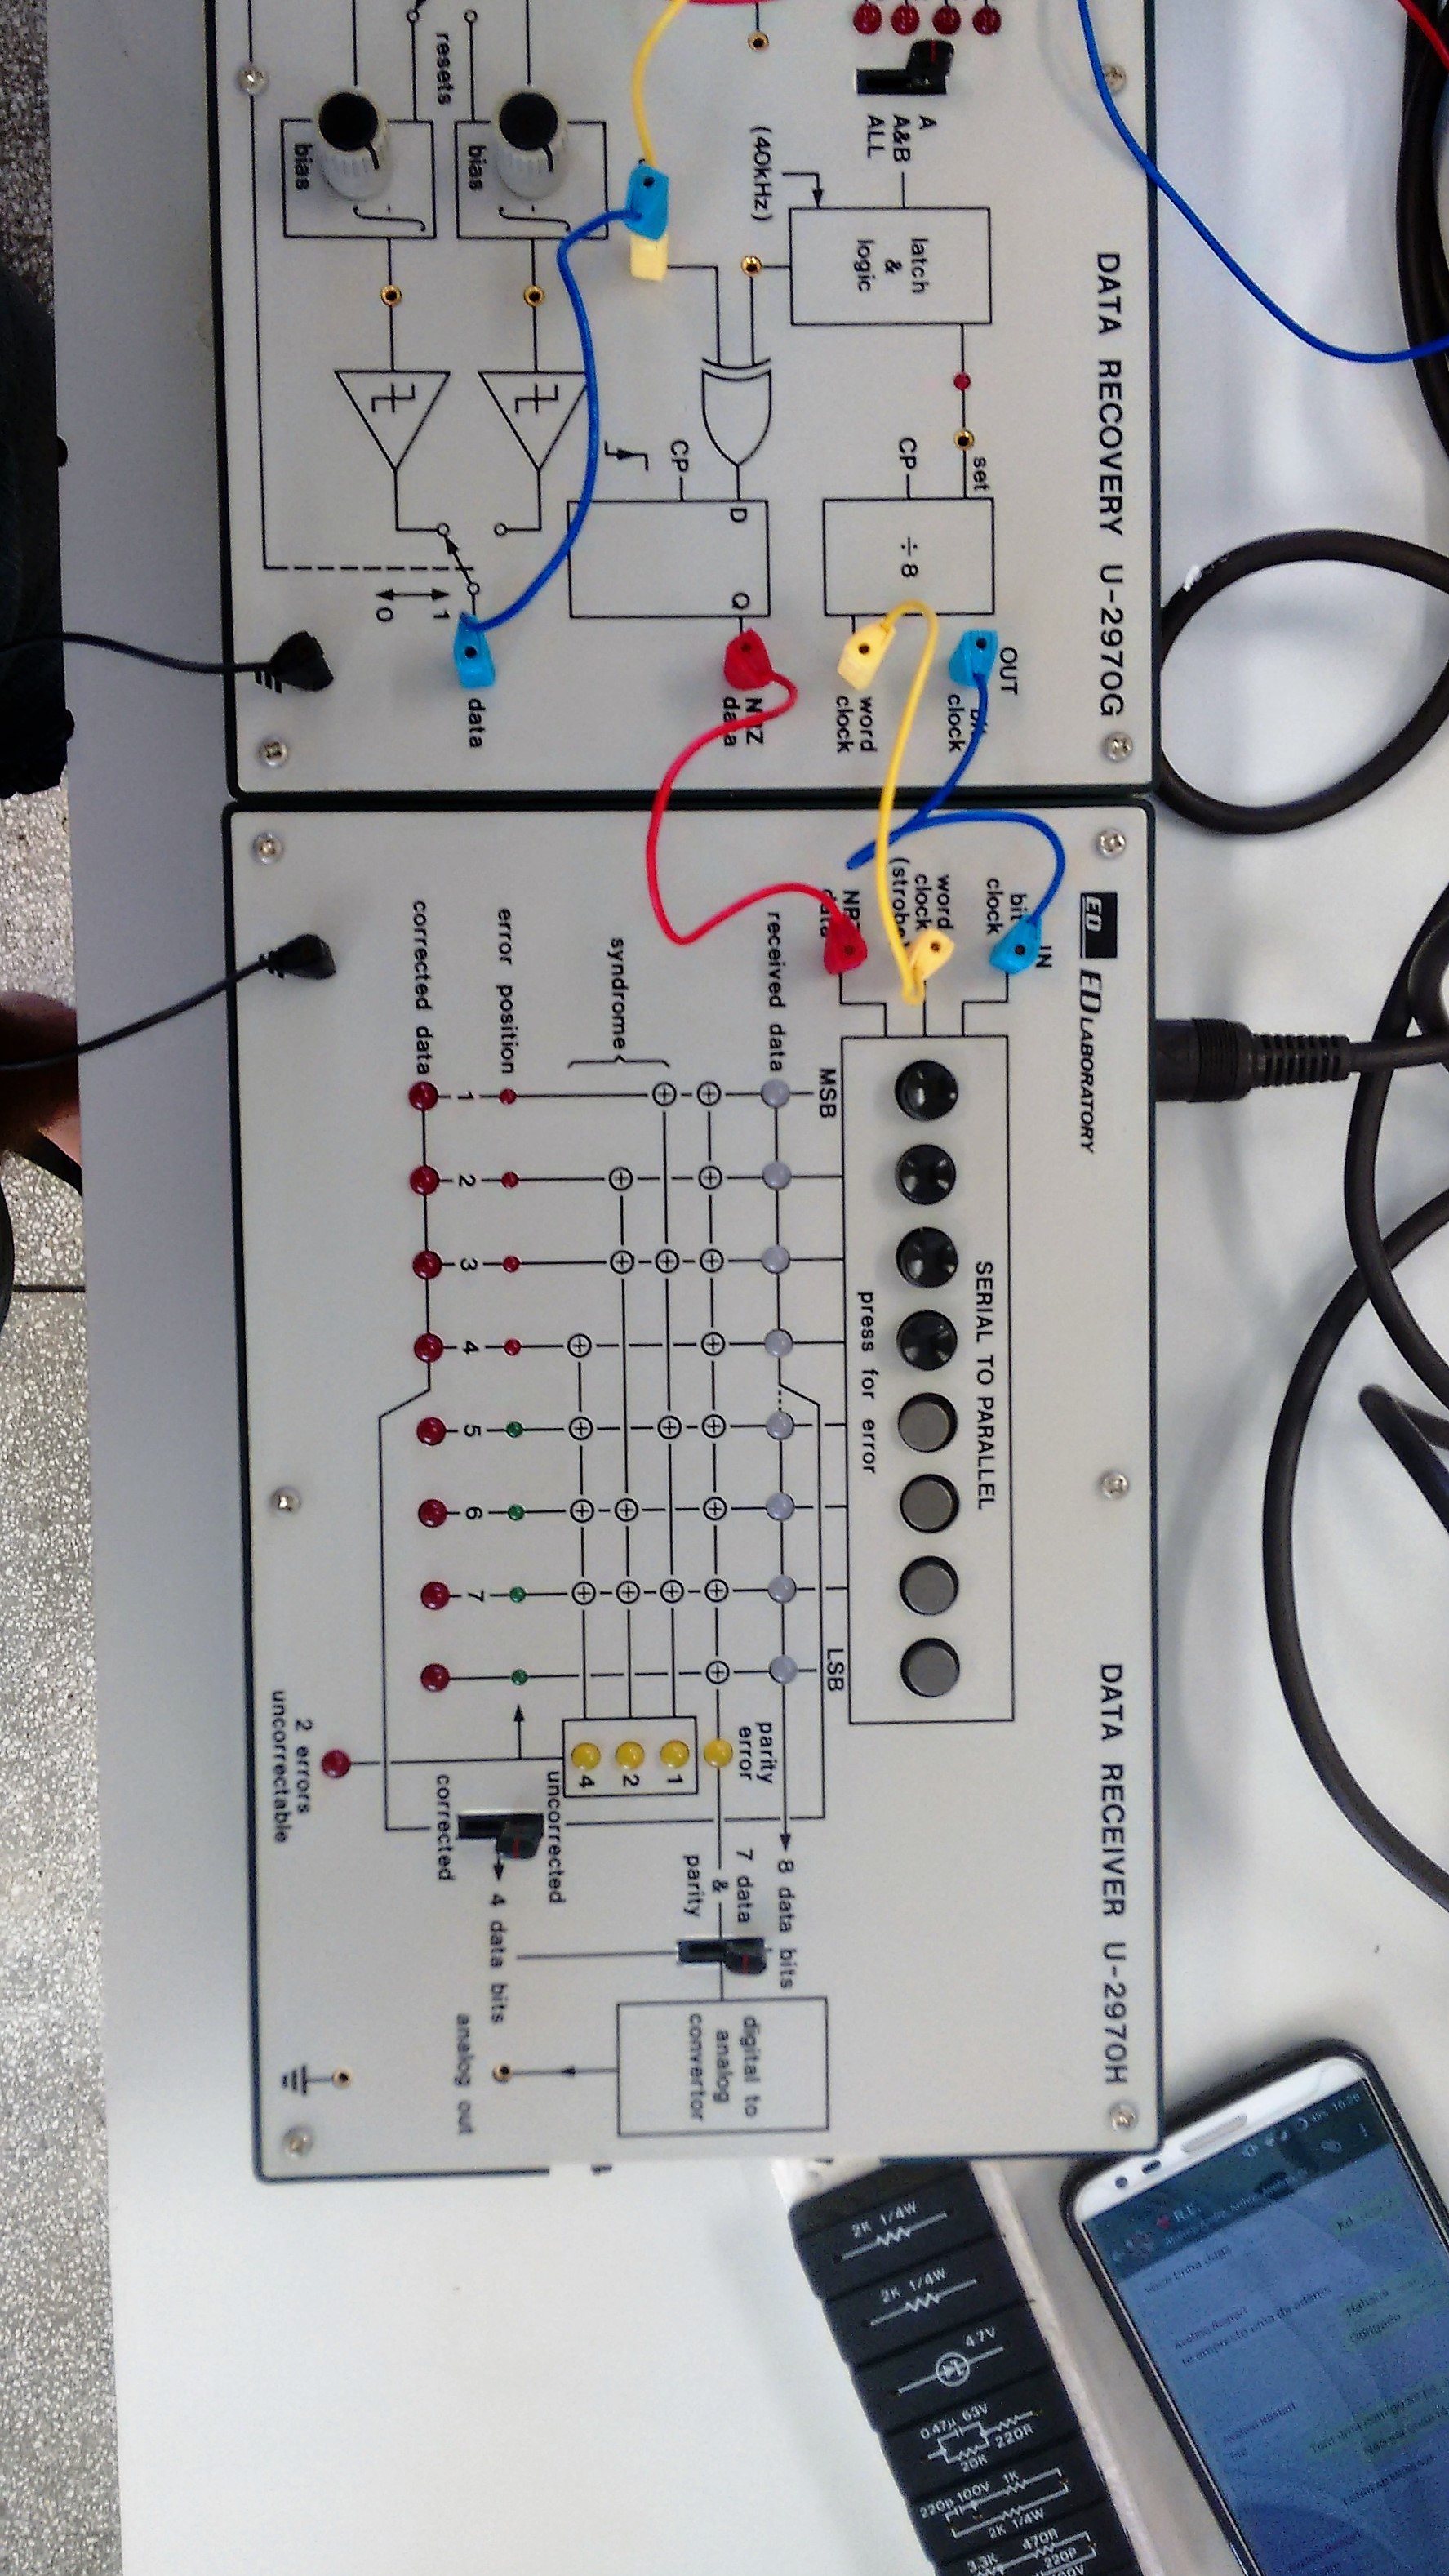 DATA RECOVERY U-2970G
A
A&B
ALL
resets
bias
bias
(40kHz)
latch
&
logic
set
CP
÷8
CP
D
Q
1
0
OUT
clock
word
clock
data
data
ED
ED LABORATORY
DATA RECEIVER U-2970H
IN
bit
clock
word
clock
(strobe)
SERIAL TO PARALLEL
press for error
MSB
LSB
received data
syndrome
error position
corrected data
1
2
3
4
5
6
7
parity
error
1
2
4
2 errors
uncorrectable
uncorrected
corrected
8 data bits
7 data
&
parity
4 data bits
digital to
analog
convertor
analog out
2K 1/4W
2K 1/4W
4.7V
0.47µ 63V
220R
20K
220p 100V 1K
2K 1/4W
470R
3.3K
220P